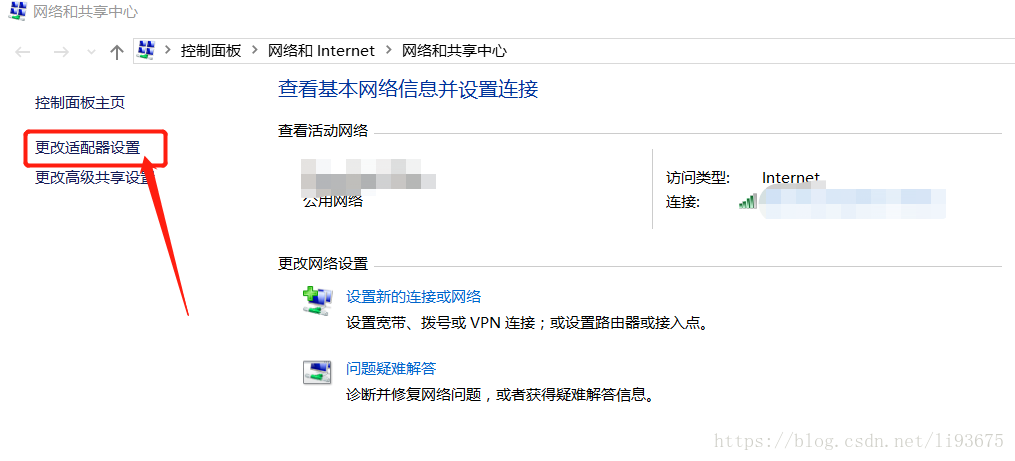 网络和共享中心
控制面板 > 网络和 Internet > 网络和共享中心
控制面板主页
更改适配器设置
更改高级共享设置
查看基本网络信息并设置连接
查看活动网络
公用网络
访问类型: Internet
连接:
更改网络设置
设置新的连接或网络
设置宽带、拨号或 VPN 连接；或设置路由器或接入点。
问题疑难解答
诊断并修复网络问题，或者获得疑难解答信息。
https://blog.csdn.net/li93675